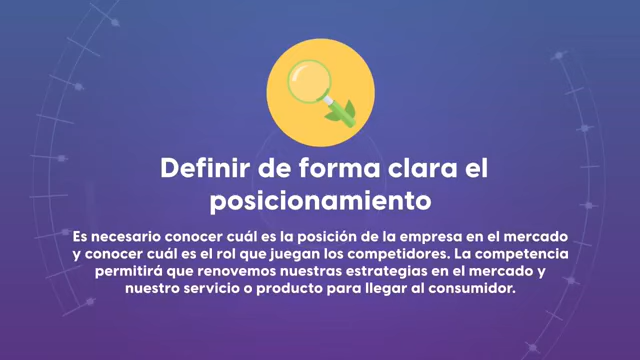 Definir de forma clara el
posicionamiento
Es necesario conocer cuál es la posición de la empresa en el mercado
y conocer cuál es el rol que juegan los competidores. La competencia
permitirá que renovemos nuestras estrategias en el mercado y
nuestro servicio o producto para llegar al consumidor.